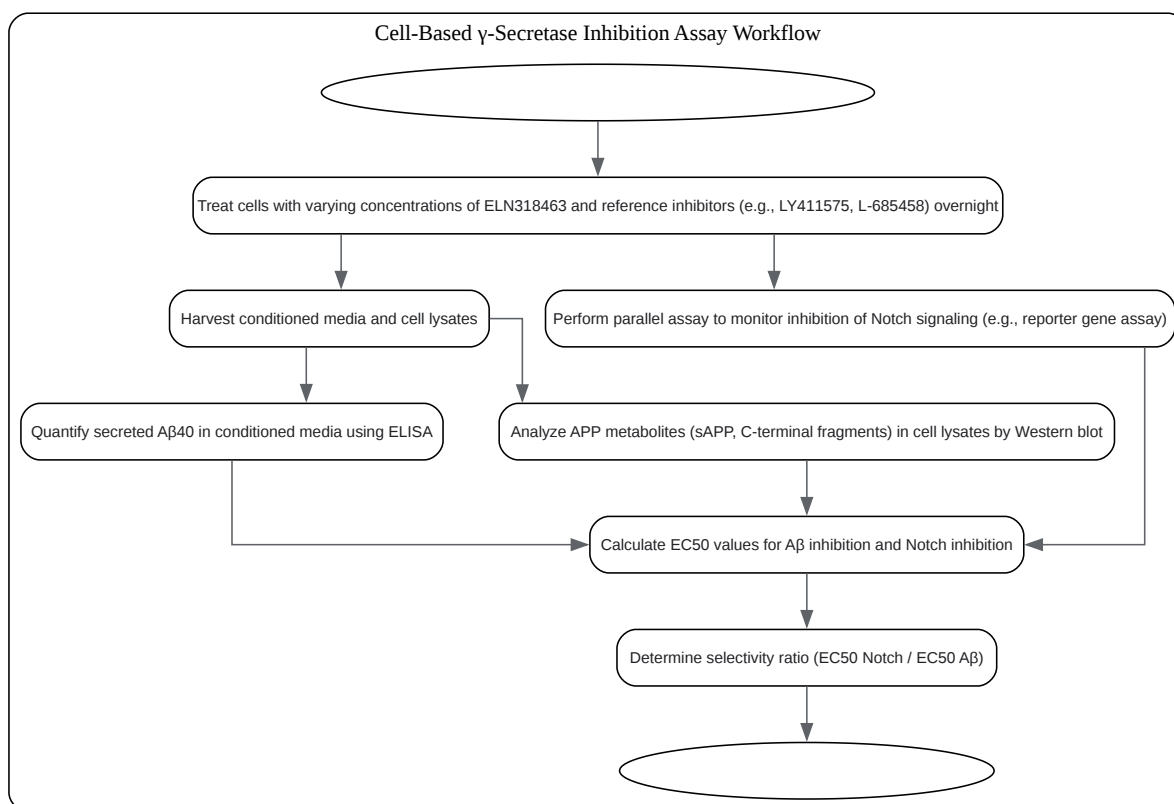 Cell-Based γ-Secretase Inhibition Assay Workflow
Treat cells with varying concentrations of ELN318463 and reference inhibitors (e.g., LY411575, L-685458) overnight
Harvest conditioned media and cell lysates
Perform parallel assay to monitor inhibition of Notch signaling (e.g., reporter gene assay)
Quantify secreted Aβ40 in conditioned media using ELISA
Analyze APP metabolites (sAPP, C-terminal fragments) in cell lysates by Western blot
Calculate EC50 values for Aβ inhibition and Notch inhibition
Determine selectivity ratio (EC50 Notch / EC50 Aβ)